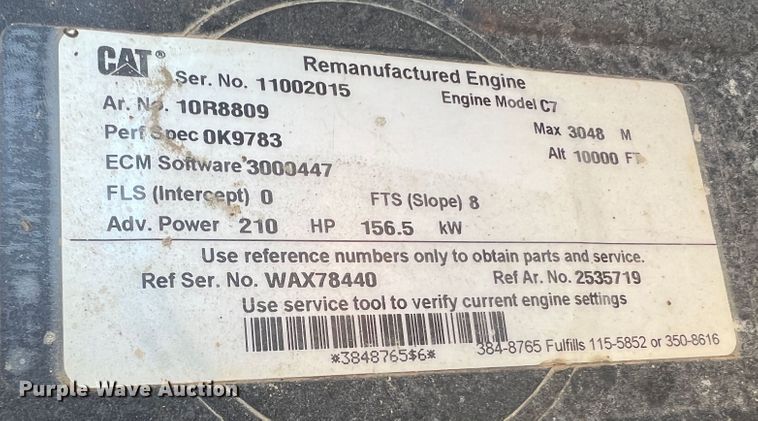 CAT® Remanufactured Engine
Ser. No. 11002015 Engine Model C7
Ar. No. 10R8809 Max 3048 M
Perf Spec 0K9783 Alt 10000 FT
ECM Software 3000447
FLS (Intercept) 0 FTS (Slope) 8
Adv. Power 210 HP 156.5 kW
Use reference numbers only to obtain parts and service.
Ref Ser. No. WAX78440 Ref Ar. No. 2535719
Use service tool to verify current engine settings
*3848765$6* 384-8765 Fulfills 115-5852 or 350-8616
Purple Wave Auction